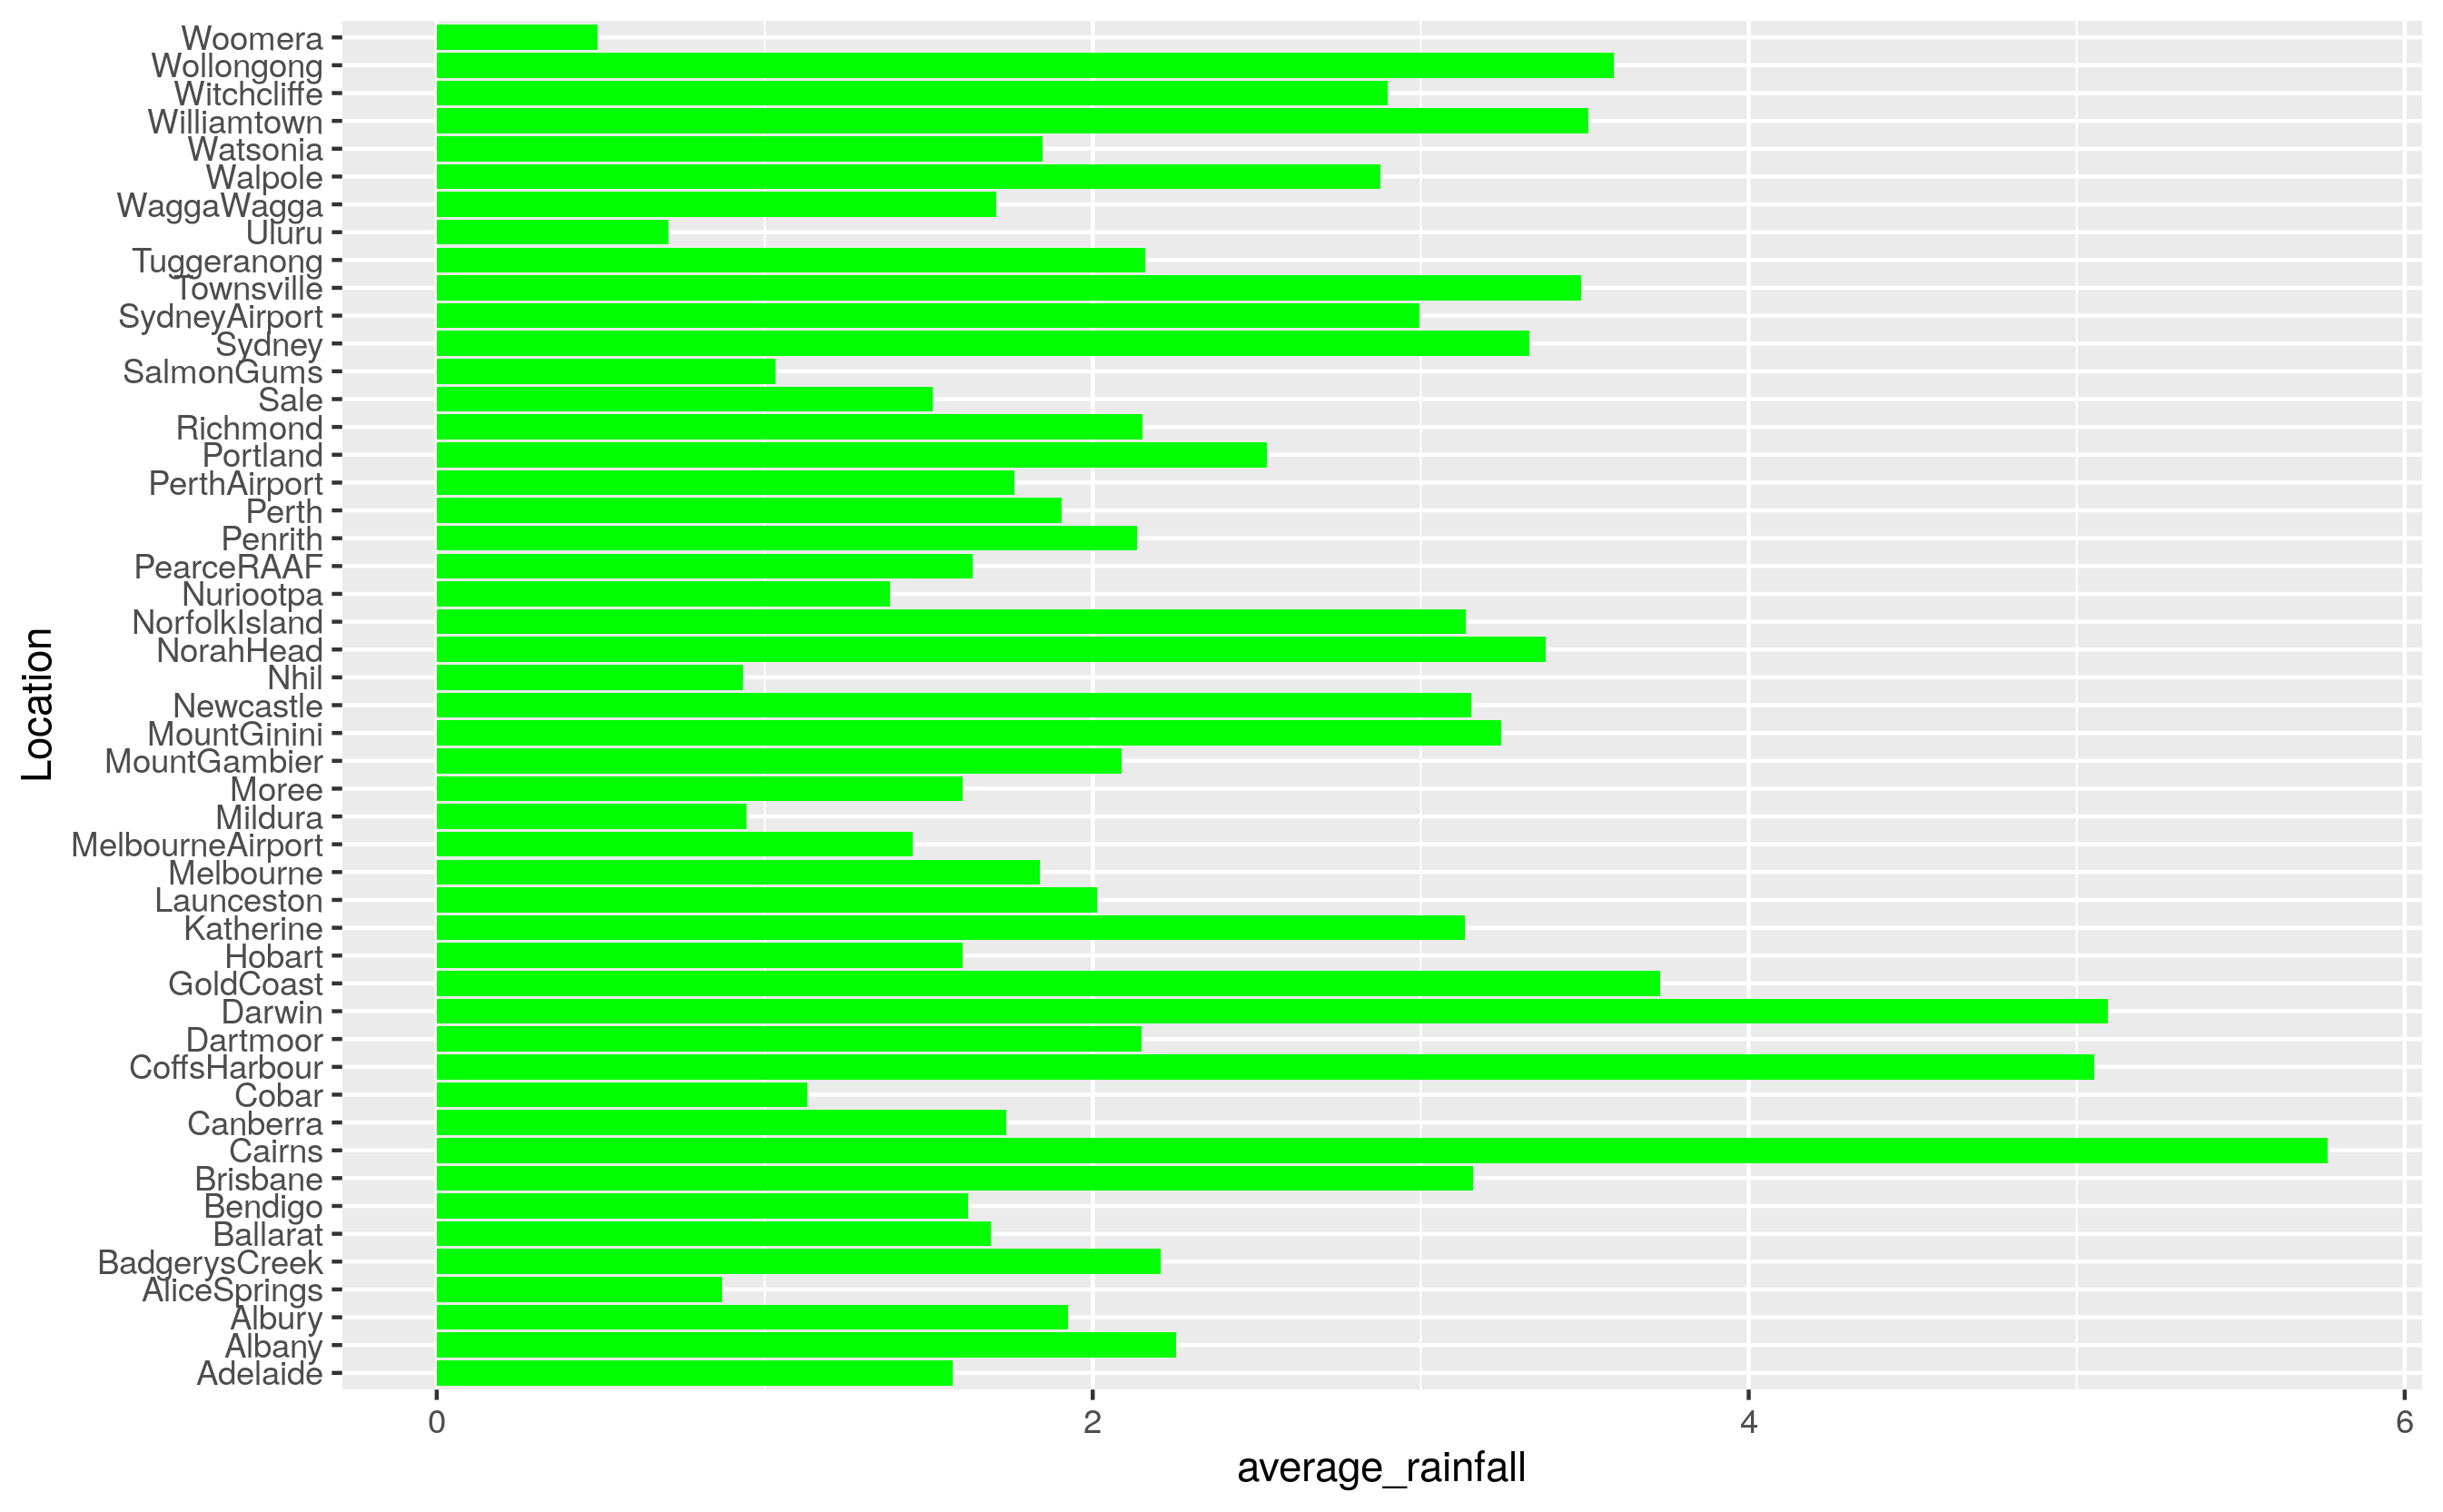 Woomera
Wollongong
Witchcliffe
Williamtown
Watsonia
Walpole
WaggaWagga
Uluru
Tuggeranong
Townsville
SydneyAirport
Sydney
SalmonGums
Sale
Richmond
Portland
PerthAirport
Perth
Penrith
PearceRAAF
Nuriootpa
NorfolkIsland
NorahHead
Nhil
Newcastle
MountGinini
MountGambier
Moree
Mildura
MelbourneAirport
Melbourne
Launceston
Katherine
Hobart
GoldCoast
Darwin
Dartmoor
CoffsHarbour
Cobar
Canberra
Cairns
Brisbane
Bendigo
Ballarat
BadgerysCreek
AliceSprings
Albury
Albany
Adelaide
Location
0 2 4 6
average_rainfall